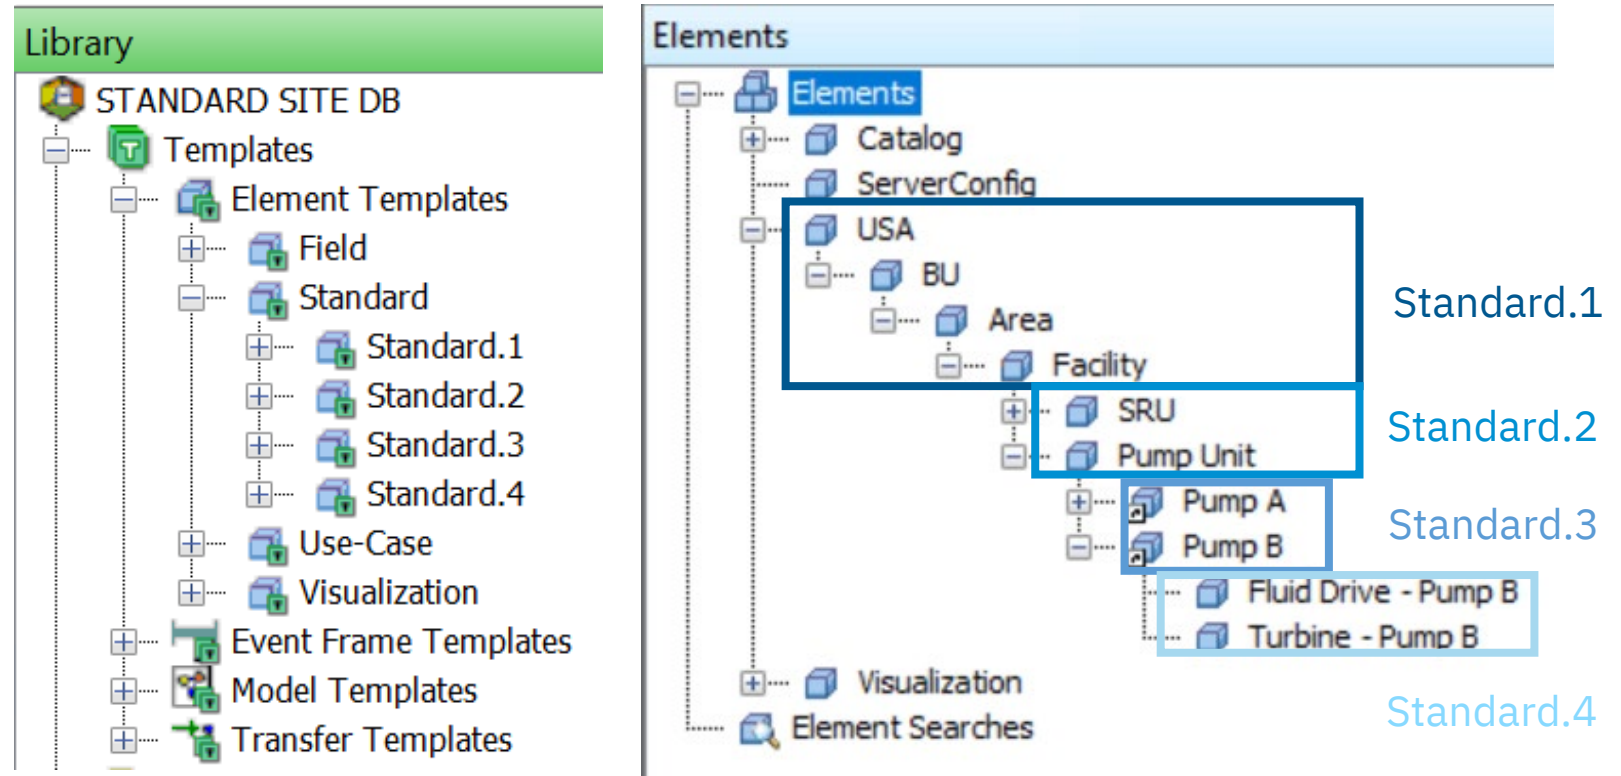 Library
STANDARD SITE DB
Templates
Element Templates
Field
Standard
Standard.1
Standard.2
Standard.3
Standard.4
Use-Case
Visualization
Event Frame Templates
Model Templates
Transfer Templates
Elements
Elements
Catalog
ServerConfig
USA
BU
Area
Facility
SRU
Pump Unit
Pump A
Pump B
Fluid Drive - Pump B
Turbine - Pump B
Visualization
Element Searches
Standard.1
Standard.2
Standard.3
Standard.4